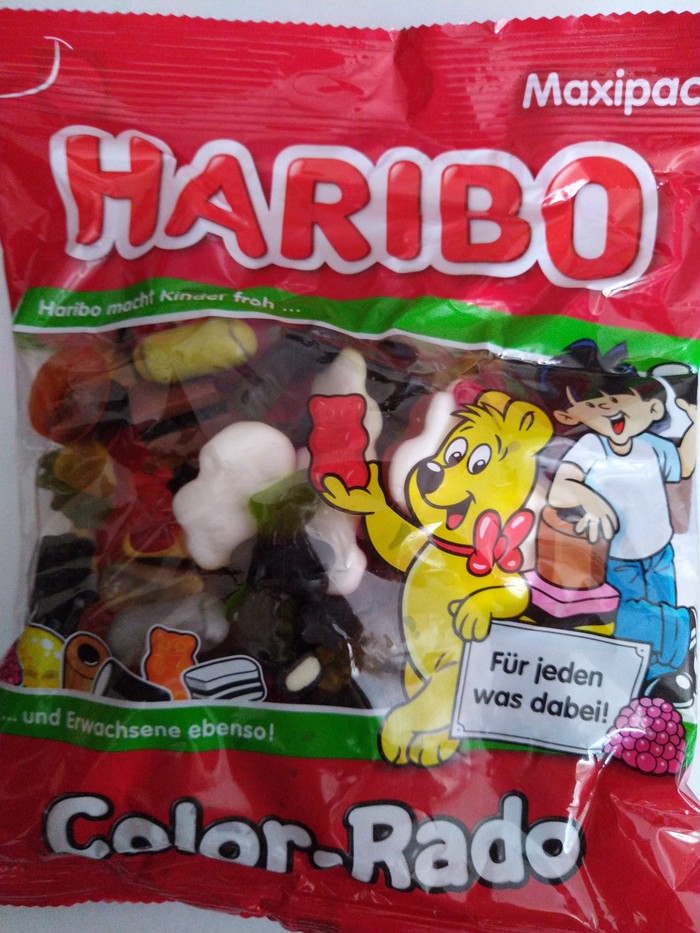 Maxipac
HARIBO
Haribo macht Kinder froh ...
Für jeden
was dabei!
... und Erwachsene ebenso!
Color-Rado